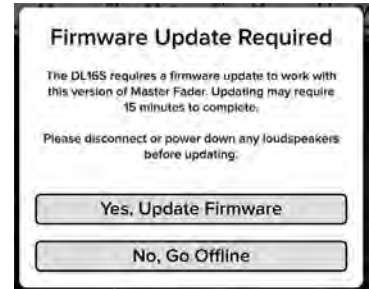 Firmware Update Required
The DL16S requires a firmware update to work with
this version of Master Fader. Updating may require
15 minutes to complete.
Please disconnect or power down any loudspeakers
before updating.
Yes, Update Firmware
No, Go Offline